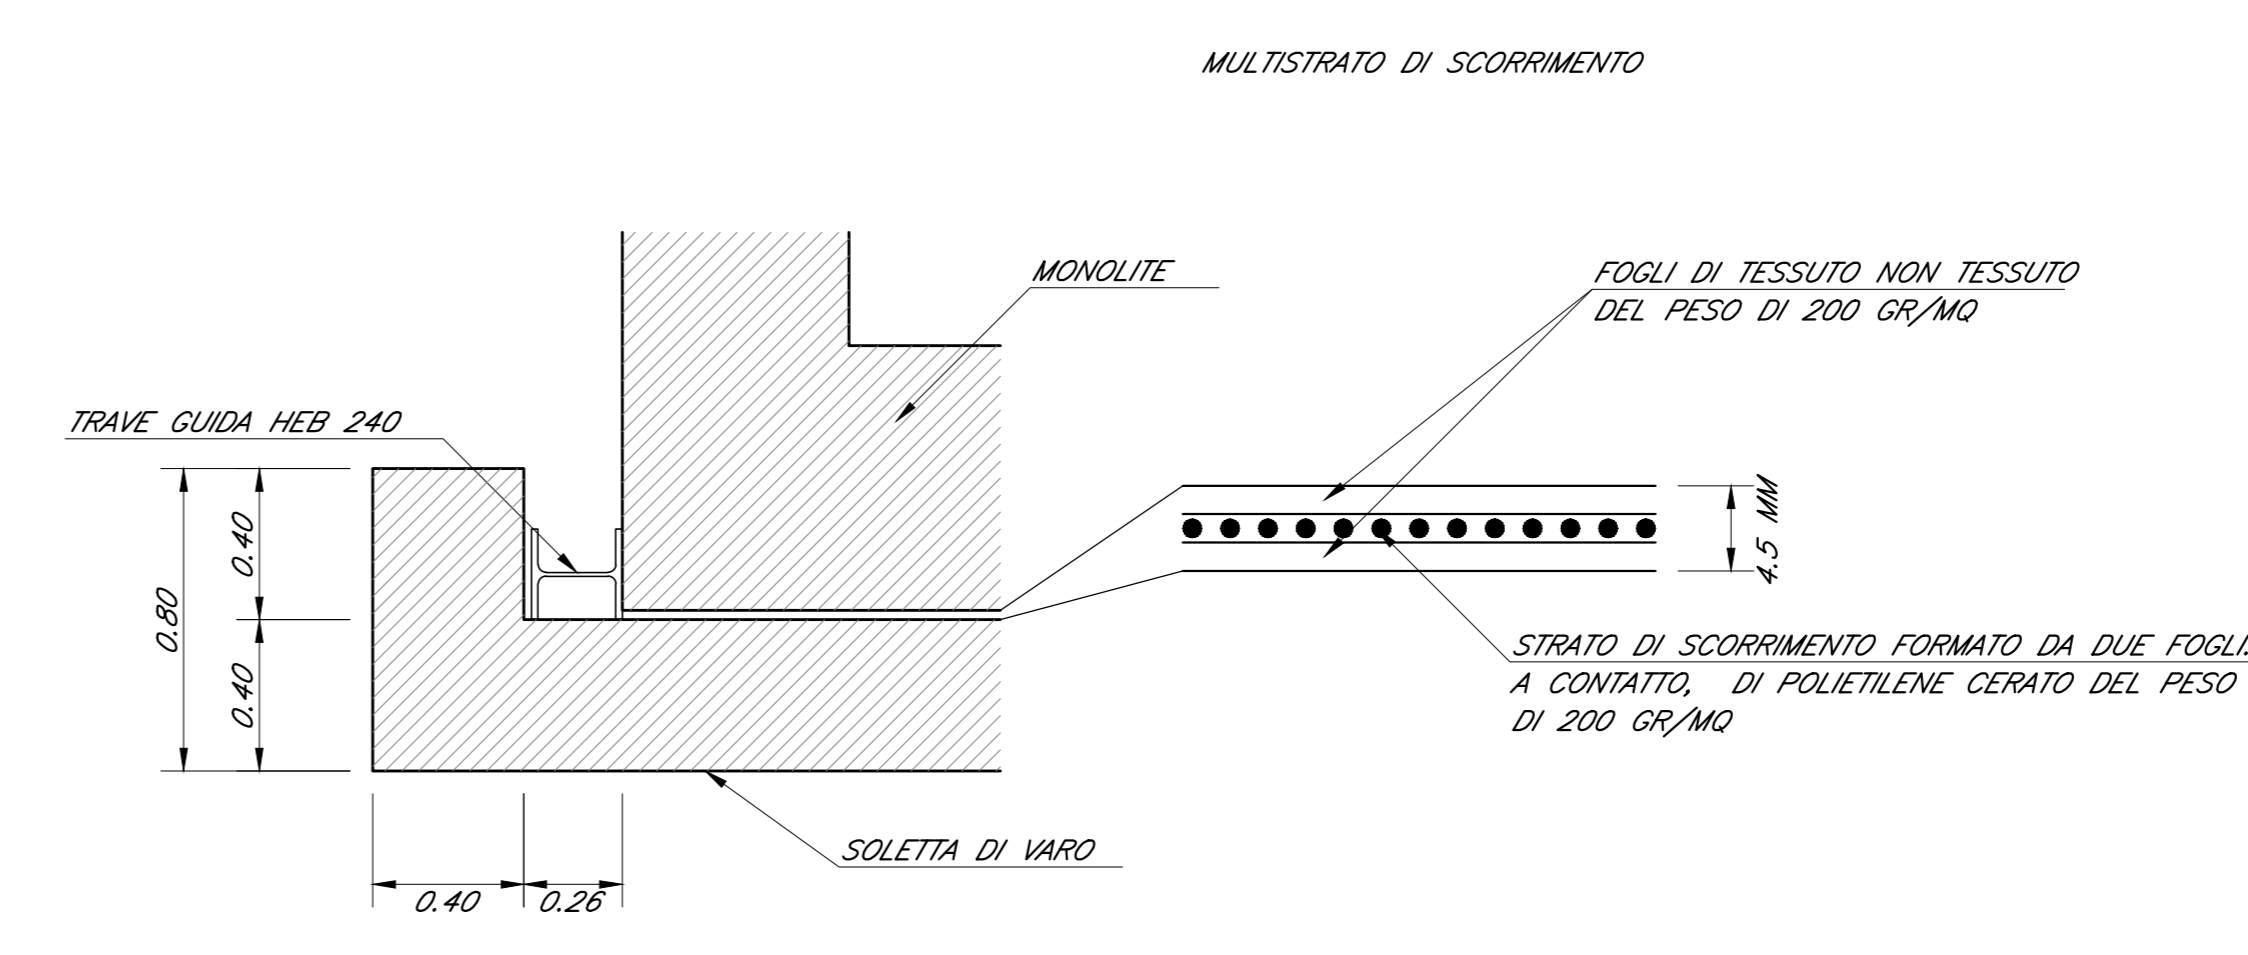 MULTISTRATO DI SCORRIMENTO
MONOLITE
FOGLI DI TESSUTO NON TESSUTO
DEL PESO DI 200 GR/MQ
TRAVE GUIDA HEB 240
0.40
0.80
0.40
4.5 MM
STRATO DI SCORRIMENTO FORMATO DA DUE FOGLI.
A CONTATTO, DI POLIETILENE CERATO DEL PESO
DI 200 GR/MQ
SOLETTA DI VARO
0.40
0.26